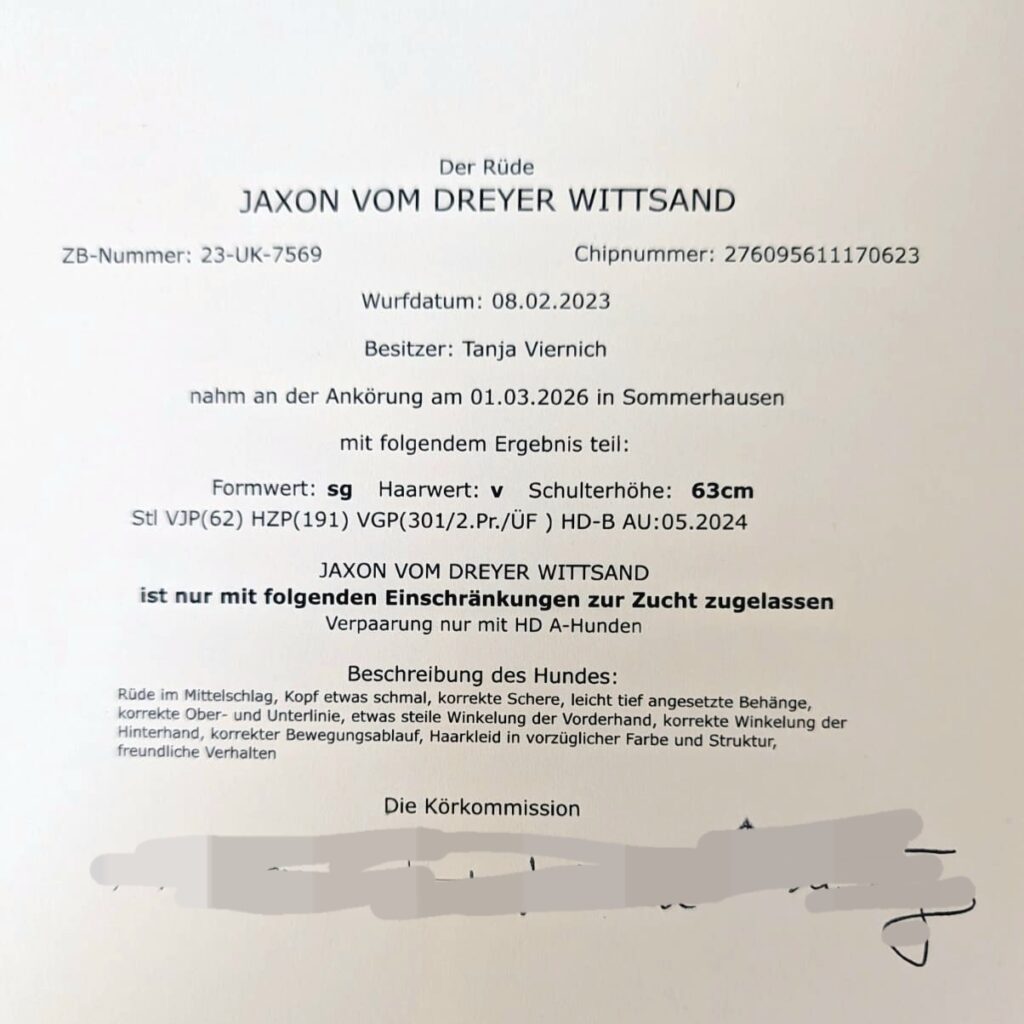 Der Rüde
JAXON VOM DREYER WITTSAND
ZB-Nummer: 23-UK-7569 Chipnummer: 276095611170623
Wurfdatum: 08.02.2023
Besitzer: Tanja Viernich
nahm an der Ankörung am 01.03.2026 in Sommerhausen
mit folgendem Ergebnis teil:
Formwert: sg Haarwert: v Schulterhöhe: 63cm
Stl VJP(62) HZP(191) VGP(301/2.Pr./ÜF ) HD-B AU:05.2024
JAXON VOM DREYER WITTSAND
ist nur mit folgenden Einschränkungen zur Zucht zugelassen
Verpaarung nur mit HD A-Hunden
Beschreibung des Hundes:
Rüde im Mittelschlag, Kopf etwas schmal, korrekte Schere, leicht tief angesetzte Behänge,
korrekte Ober- und Unterlinie, etwas steile Winkelung der Vorderhand, korrekte Winkelung der
Hinterhand, korrekter Bewegungsablauf, Haarkleid in vorzüglicher Farbe und Struktur,
freundliche Verhalten
Die Körkommission